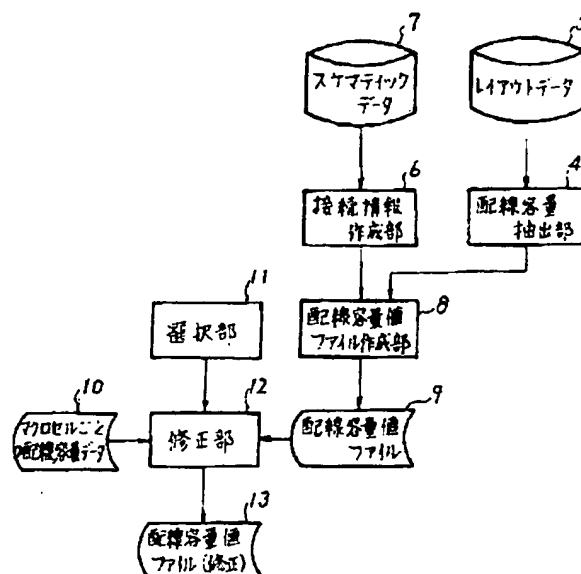 7
スケマティック
データ
レイアウトデータ
6
接続情報
作成部
4
配線容量
抽出部
11
選択部
配線容量値
ファイル作成部
8
10
マクロセルごと
の配線容量データ
12
修正部
9
配線容量値
ファイル
13
配線容量値
ファイル(修正)